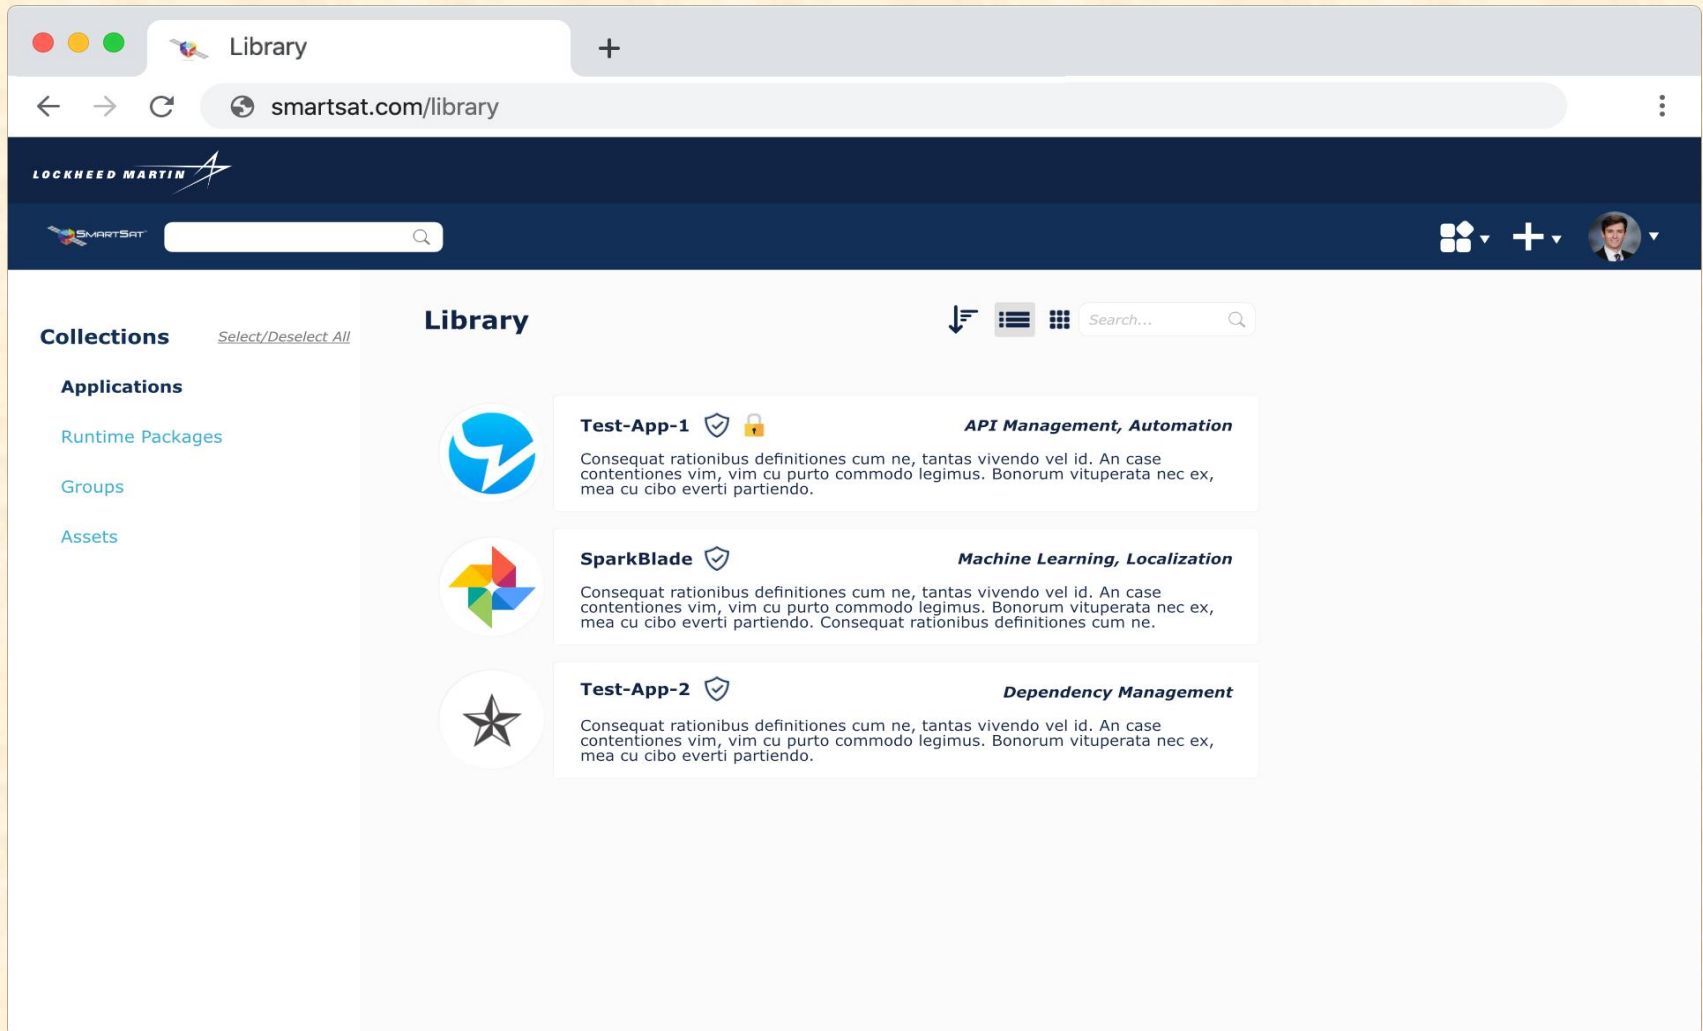 Library
smartsat.com/library
LOCKHEED MARTIN
SMARTSAT
Collections
Select/Deselect All
Applications
Runtime Packages
Groups
Assets
Library
Search...
Test-App-1
API Management, Automation
Consequat rationibus definitiones cum ne, tantas vivendo vel id. An case
contentiones vim, vim cu purto commodo legimus. Bonorum vituperata nec ex,
mea cu cibo everti partiendo.
SparkBlade
Machine Learning, Localization
Consequat rationibus definitiones cum ne, tantas vivendo vel id. An case
contentiones vim, vim cu purto commodo legimus. Bonorum vituperata nec ex,
mea cu cibo everti partiendo. Consequat rationibus definitiones cum ne.
Test-App-2
Dependency Management
Consequat rationibus definitiones cum ne, tantas vivendo vel id. An case
contentiones vim, vim cu purto commodo legimus. Bonorum vituperata nec ex,
mea cu cibo everti partiendo.